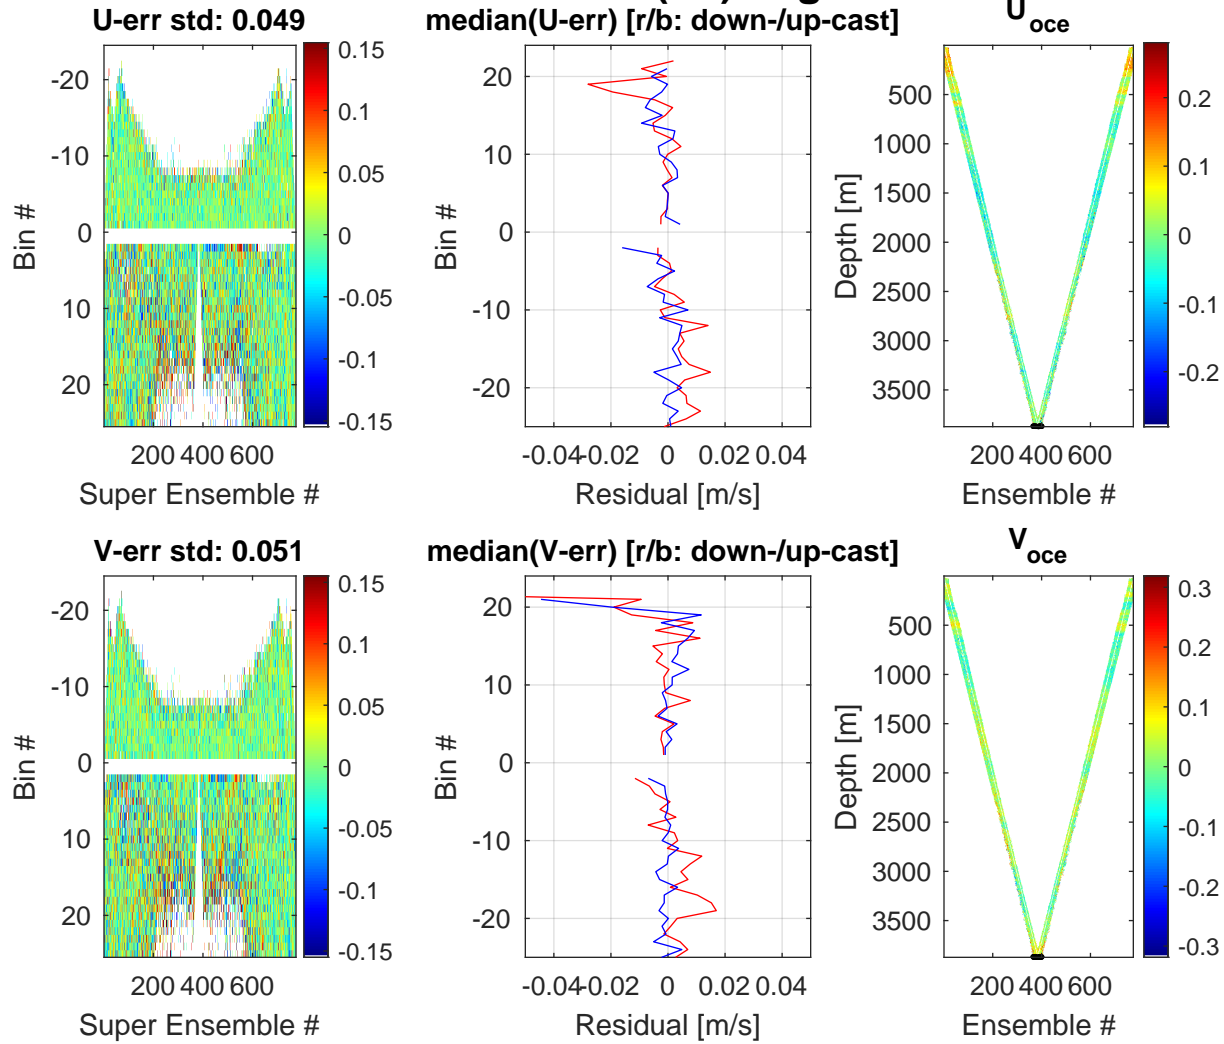 U-err std: 0.049
median(U-err) [r/b: down-/up-cast]
U_oce
-20
-10
0
10
20
Bin #
200 400 600
Super Ensemble #
0.15
0.1
0.05
0
-0.05
-0.1
-0.15
20
10
0
-10
-20
Bin #
-0.04 -0.02 0 0.02 0.04
Residual [m/s]
500
1000
1500
2000
2500
3000
3500
Depth [m]
200 400 600
Ensemble #
0.2
0.1
0
-0.1
-0.2
V-err std: 0.051
median(V-err) [r/b: down-/up-cast]
V_oce
-20
-10
0
10
20
Bin #
200 400 600
Super Ensemble #
0.15
0.1
0.05
0
-0.05
-0.1
-0.15
20
10
0
-10
-20
Bin #
-0.04 -0.02 0 0.02 0.04
Residual [m/s]
500
1000
1500
2000
2500
3000
3500
Depth [m]
200 400 600
Ensemble #
0.3
0.2
0.1
0
-0.1
-0.2
-0.3